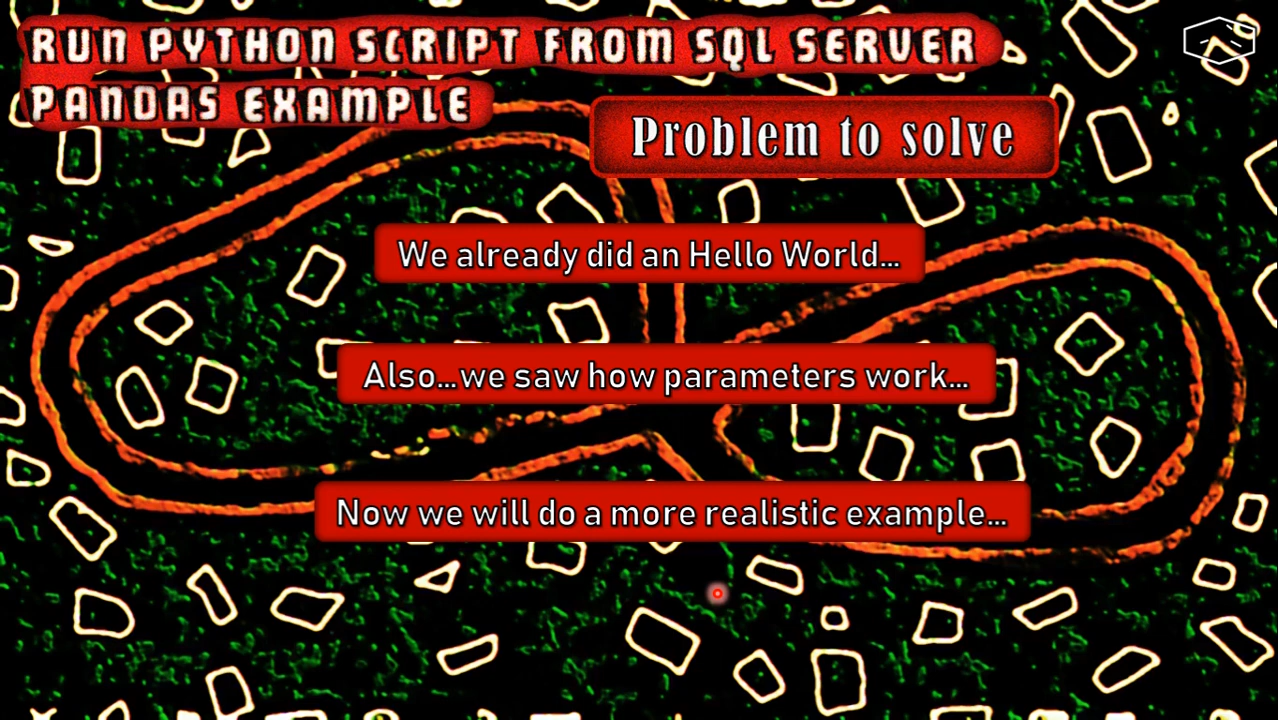 RUN PYTHON SCRIPT FROM SQL SERVER
PANDAS EXAMPLE
Problem to solve
We already did an Hello World...
Also...we saw how parameters work...
Now we will do a more realistic example...